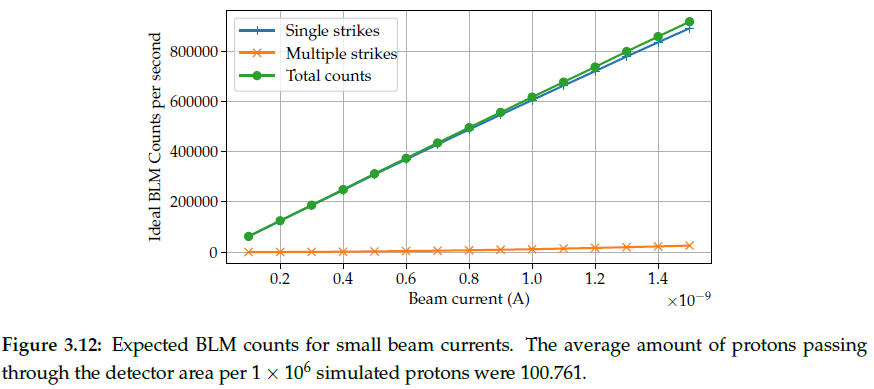 Single strikes
Multiple strikes
Total counts
Ideal BLM Counts per second
800000
600000
400000
200000
0
0.2 0.4 0.6 0.8 1.0 1.2 1.4
Beam current (A)
×10⁻⁹
Figure 3.12: Expected BLM counts for small beam currents. The average amount of protons passing
through the detector area per 1 × 10⁶ simulated protons were 100.761.